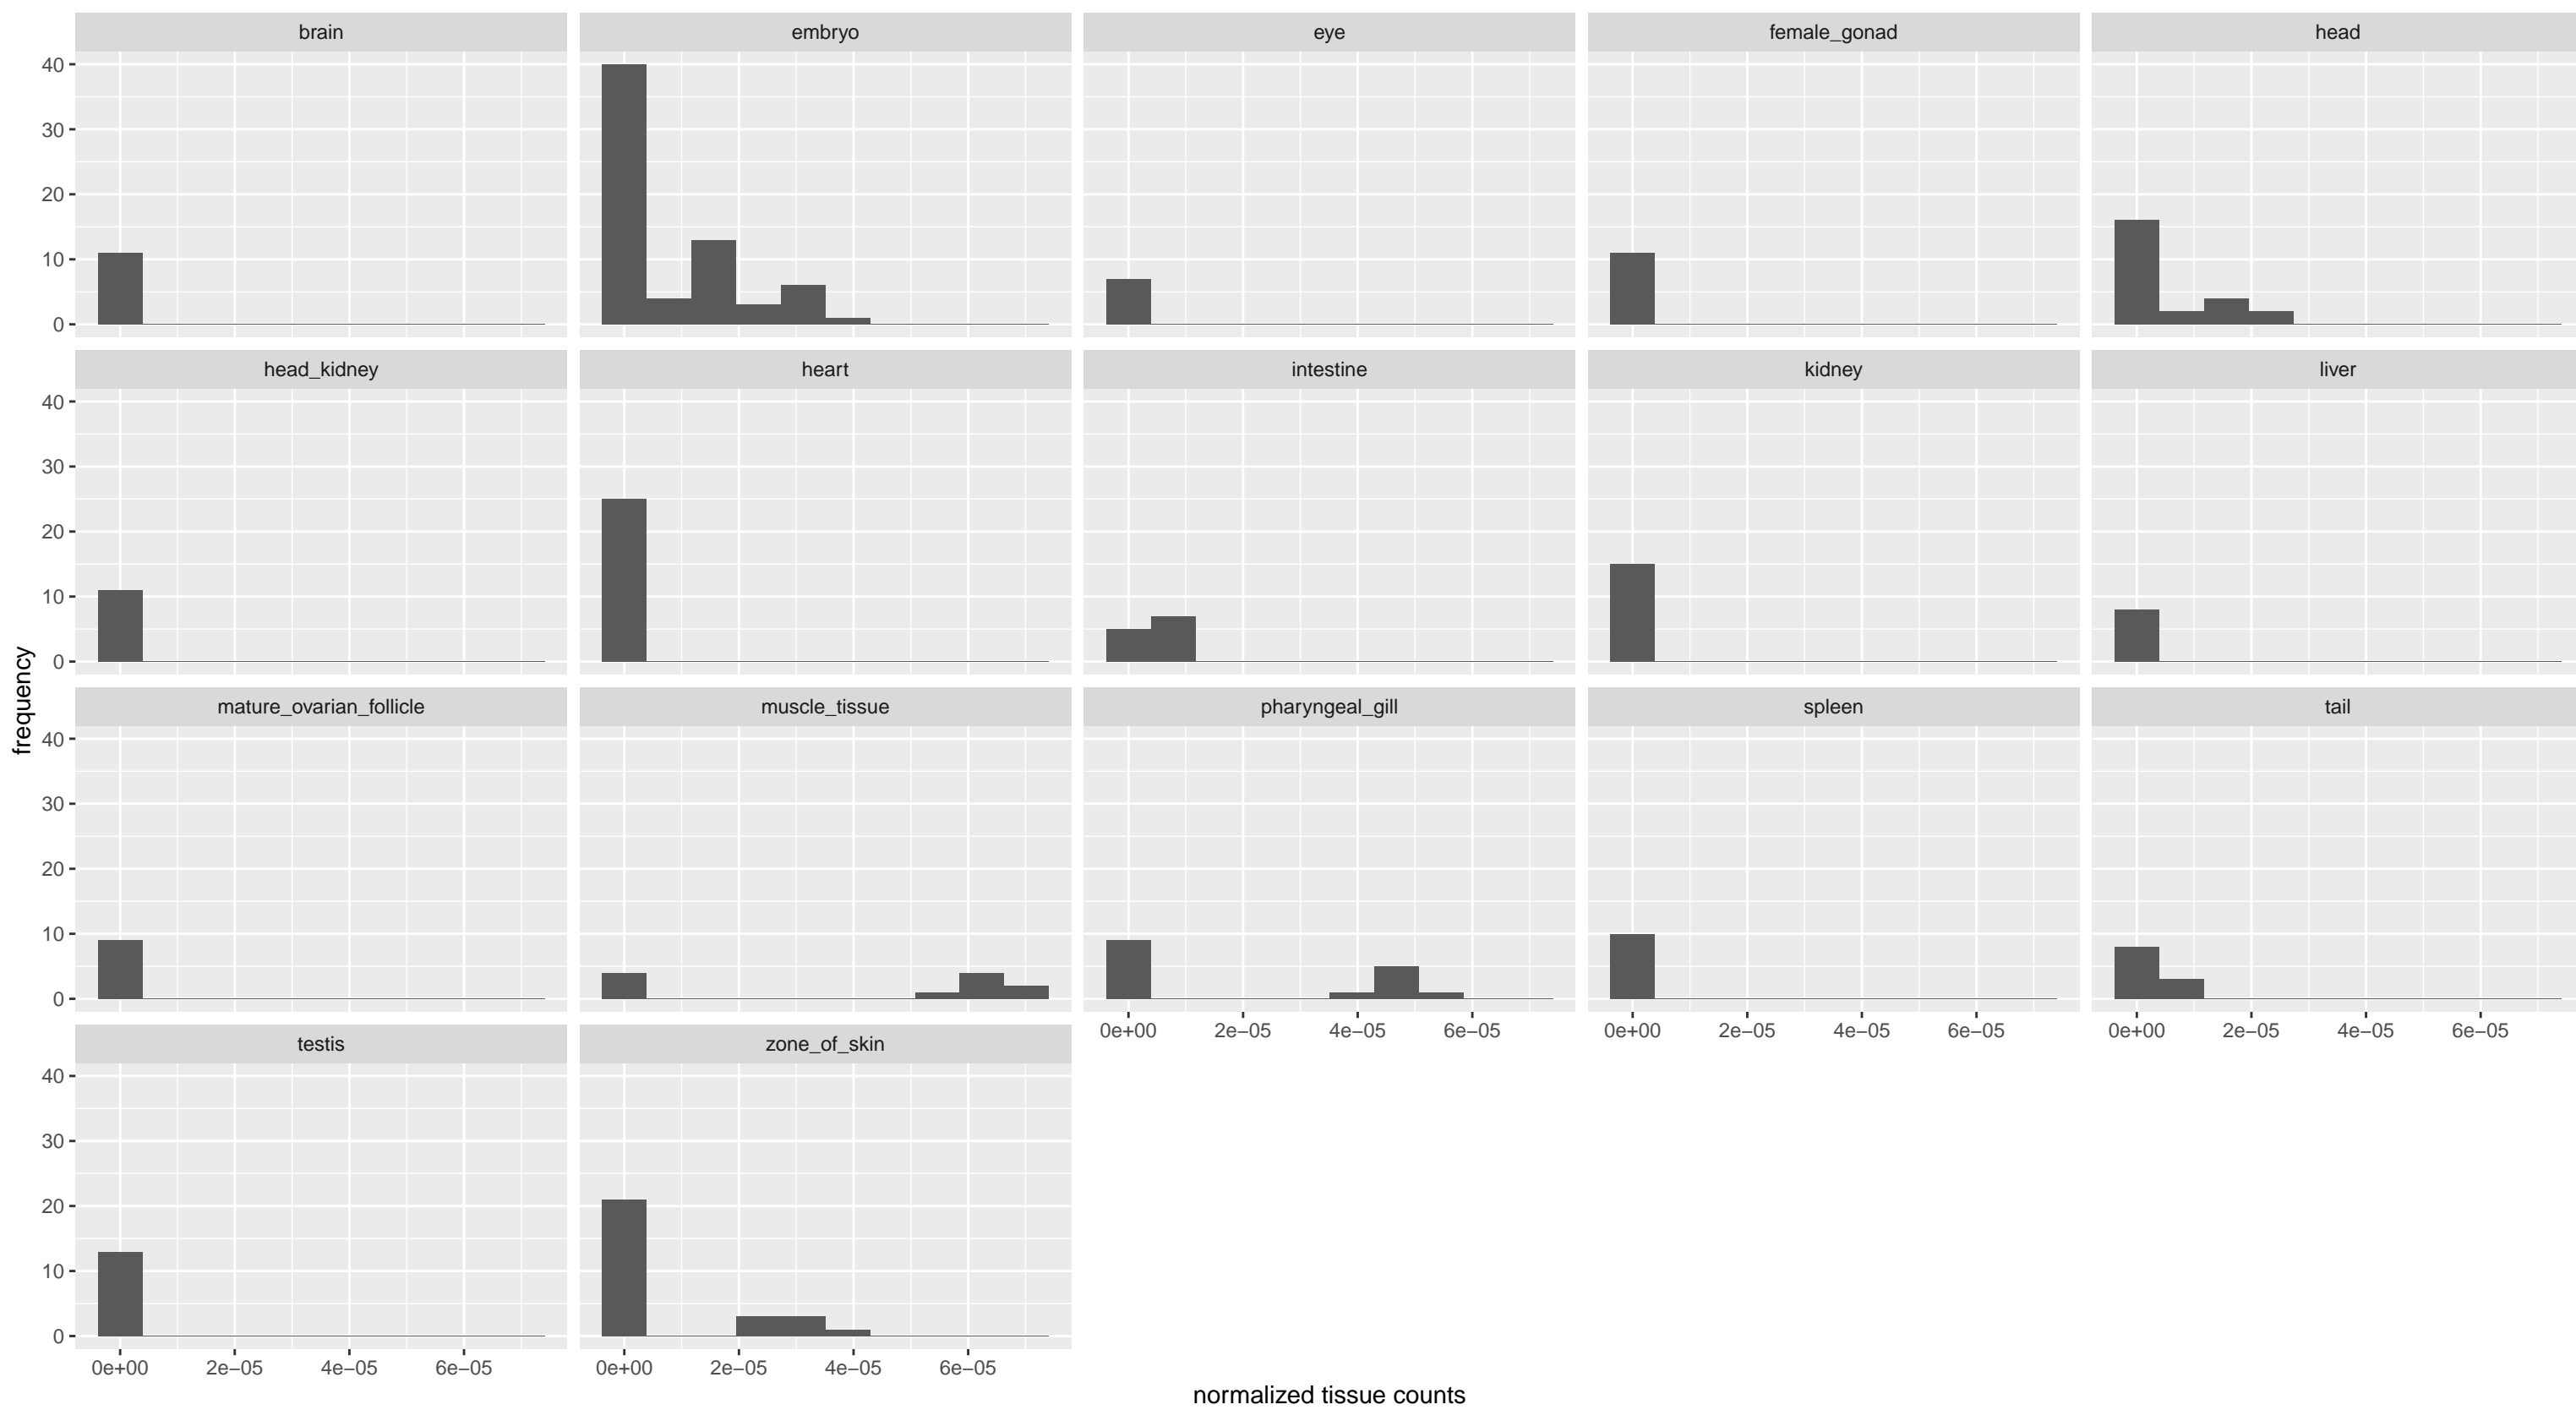 brain
embryo
eye
female_gonad
head
40
30
20
10
0
head_kidney
heart
intestine
kidney
liver
40
30
20
10
0
frequency
mature_ovarian_follicle
muscle_tissue
pharyngeal_gill
spleen
tail
40
30
20
10
0
0e+00 2e−05 4e−05 6e−05
0e+00 2e−05 4e−05 6e−05
0e+00 2e−05 4e−05 6e−05
testis
zone_of_skin
40
30
20
10
0
0e+00 2e−05 4e−05 6e−05
0e+00 2e−05 4e−05 6e−05
normalized tissue counts